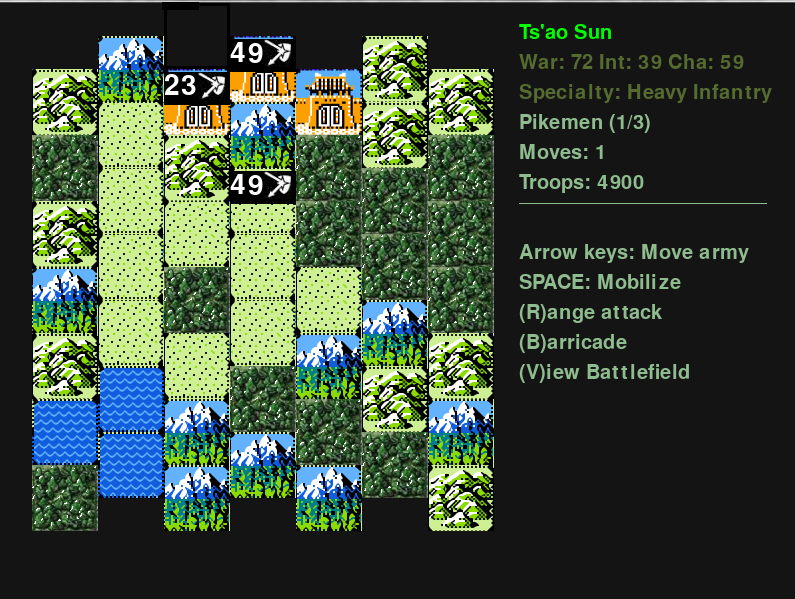 49
23
49
Ts'ao Sun
War: 72 Int: 39 Cha: 59
Specialty: Heavy Infantry
Pikemen (1/3)
Moves: 1
Troops: 4900
Arrow keys: Move army
SPACE: Mobilize
(R)ange attack
(B)arricade
(V)iew Battlefield